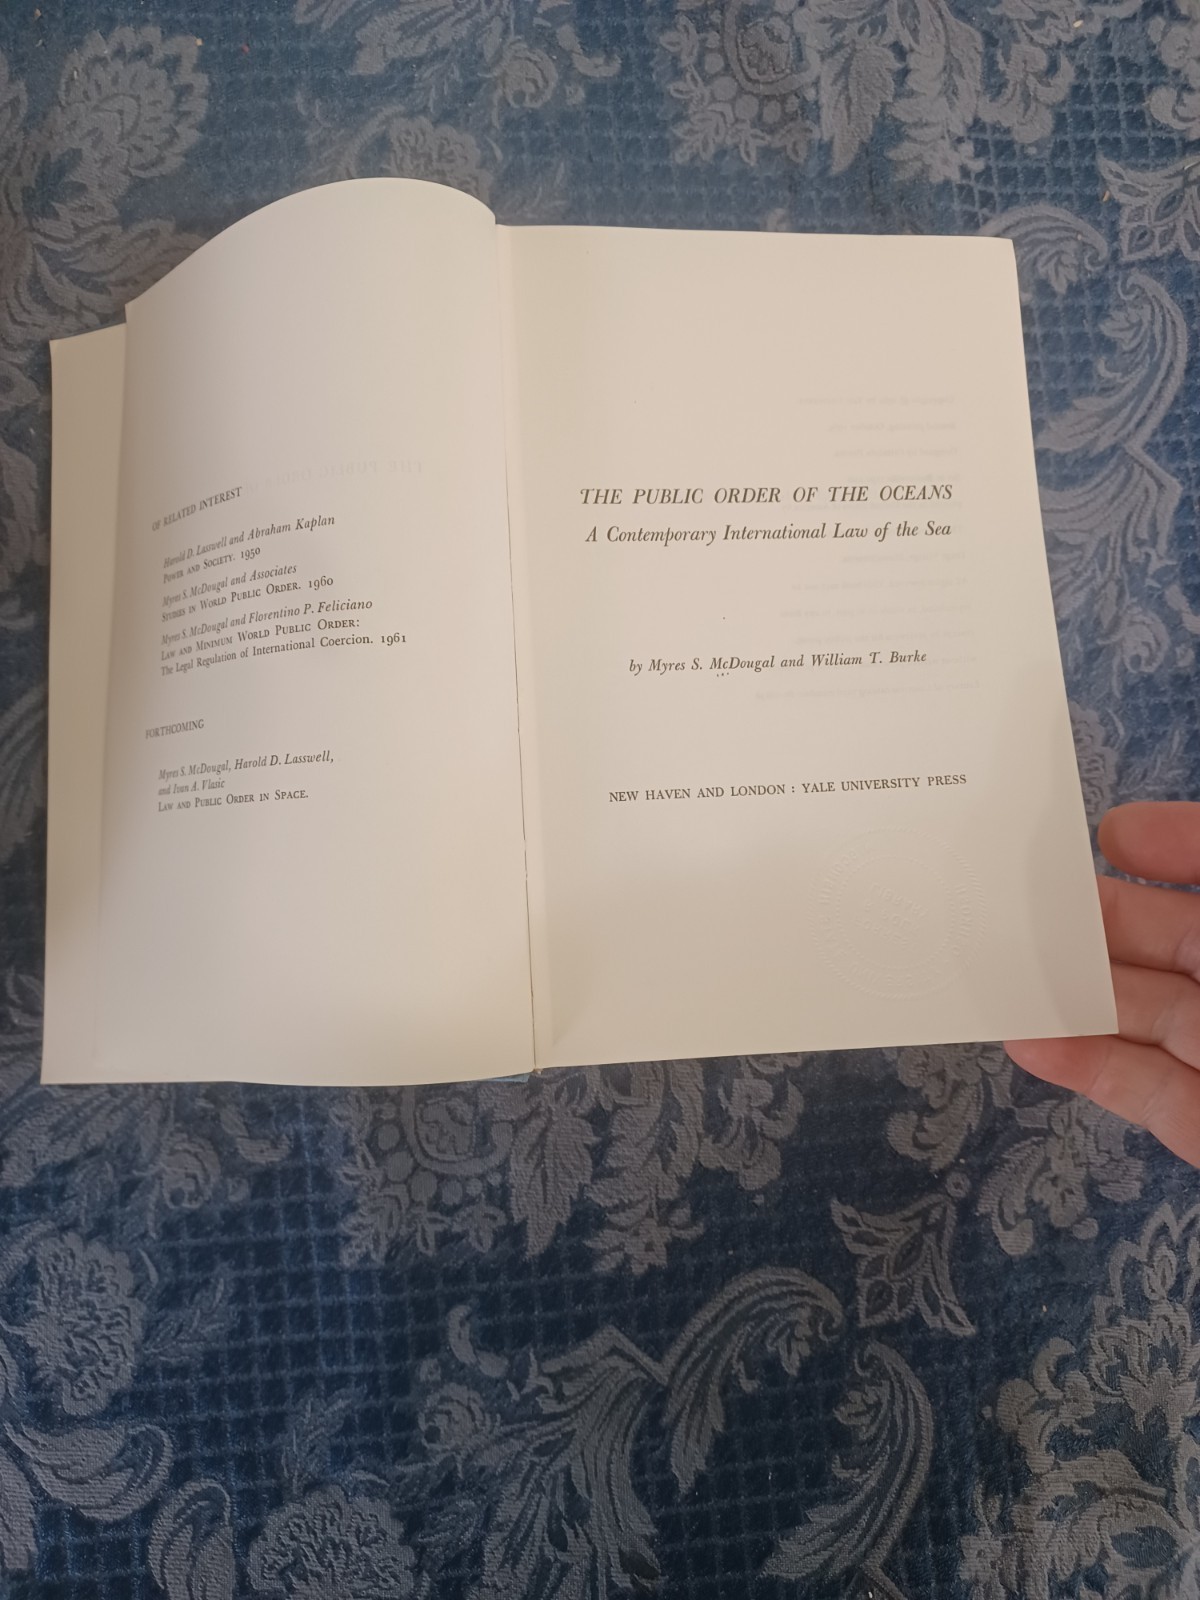 OF RELATED INTEREST
Harold D. Lasswell and Abraham Kaplan
POWER AND SOCIETY. 1950
Myres S. McDougal and Associates
STUDIES IN WORLD PUBLIC ORDER. 1960
Myres S. McDougal and Florentino P. Feliciano
LAW AND MINIMUM WORLD PUBLIC ORDER:
The Legal Regulation of International Coercion. 1961
FORTHCOMING
Myres S. McDougal, Harold D. Lasswell,
and Ivan A. Vlasic
LAW AND PUBLIC ORDER IN SPACE.
THE PUBLIC ORDER OF THE OCEANS
A Contemporary International Law of the Sea
by Myres S. McDougal and William T. Burke
NEW HAVEN AND LONDON : YALE UNIVERSITY PRESS